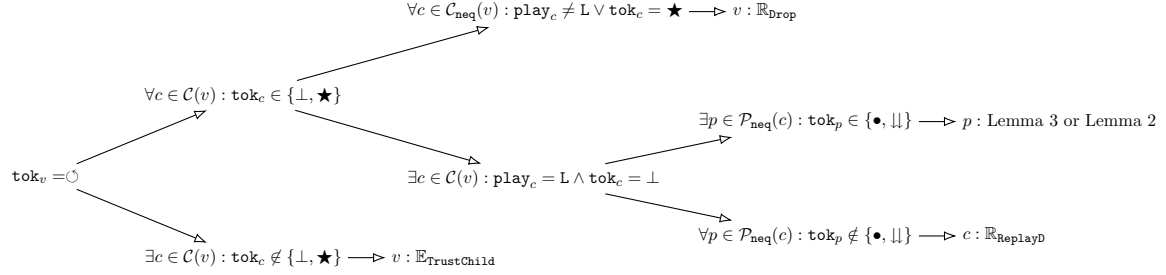 ∀c ∈ 𝒞_neq(v) : play_c ≠ L ∨ tok_c = ★ → v : ℝ_Drop
∀c ∈ 𝒞(v) : tok_c ∈ {⊥, ★}
∃p ∈ 𝒫_neq(c) : tok_p ∈ {•, ⇊} → p : Lemma 3 or Lemma 2
tok_v =↺
∃c ∈ 𝒞(v) : play_c = L ∧ tok_c = ⊥
∀p ∈ 𝒫_neq(c) : tok_p ∉ {•, ⇊} → c : ℝ_ReplayD
∃c ∈ 𝒞(v) : tok_c ∉ {⊥, ★} → v : 𝔼_TrustChild